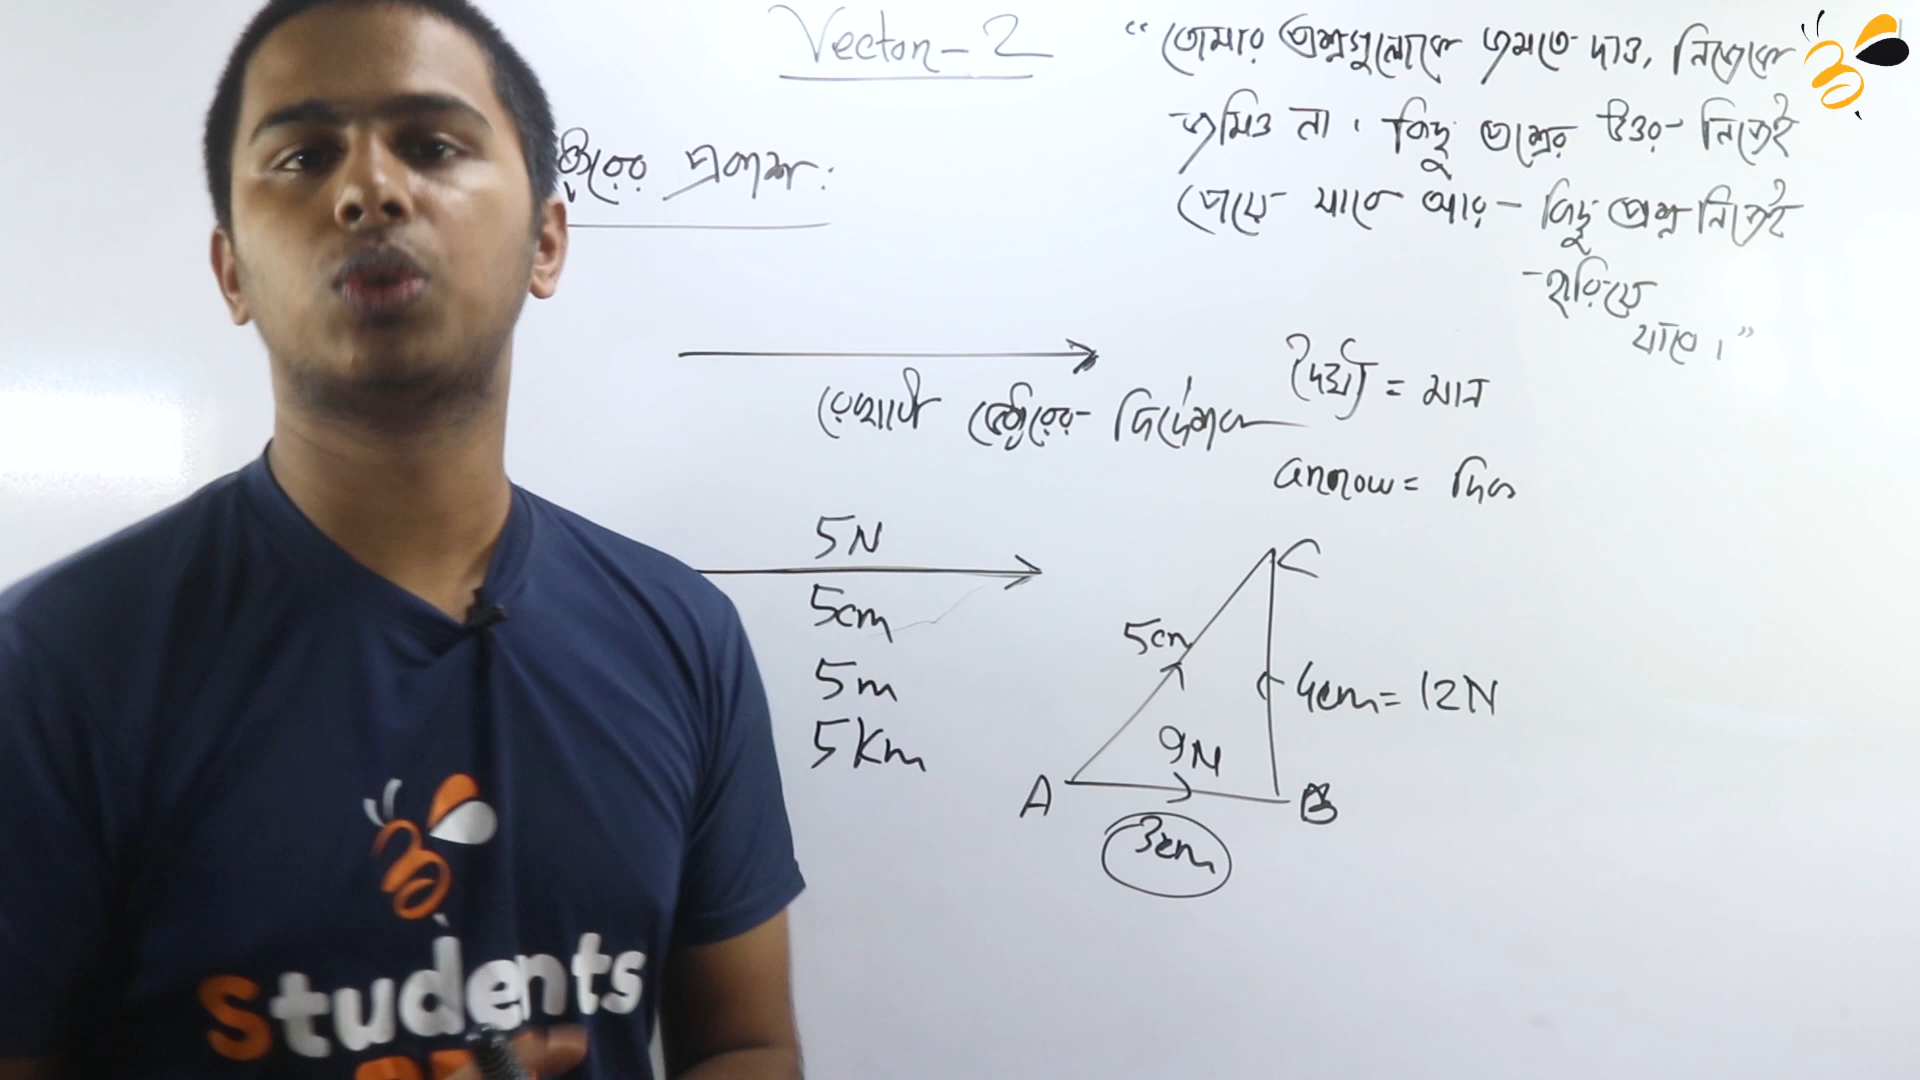 Vector-2
"তোমার প্রশ্নগুলোকে জমতে দাও, নিজেকে
জমিও না। কিছু প্রশ্নের উত্তর নিজেই
পেয়ে যাবে আর কিছু প্রশ্ন নিজেই
হারিয়ে
যাবে।"
ক্টরের প্রকাশ:
দৈর্ঘ্য = মান
রেখাটি ভেক্টরের নির্দেশক
arrow = দিক
5N
5cm
5m
5km
C
5cm
4cm = 12N
9N
A
B
3cm
Students